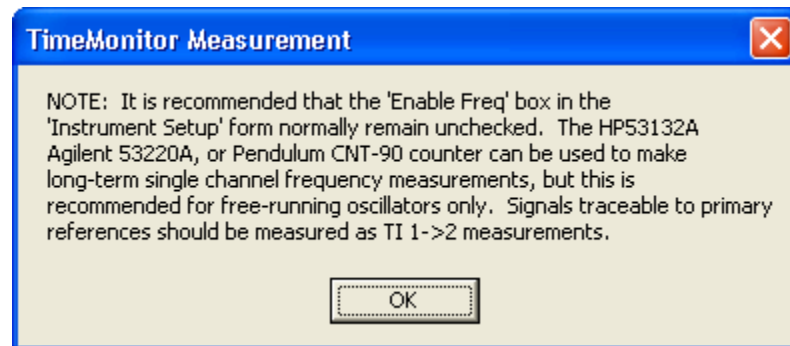 TimeMonitor Measurement
NOTE:  It is recommended that the 'Enable Freq' box in the
'Instrument Setup' form normally remain unchecked.  The HP53132A
Agilent 53220A, or Pendulum CNT-90 counter can be used to make
long-term single channel frequency measurements, but this is
recommended for free-running oscillators only.  Signals traceable to primary
references should be measured as TI 1->2 measurements.
OK